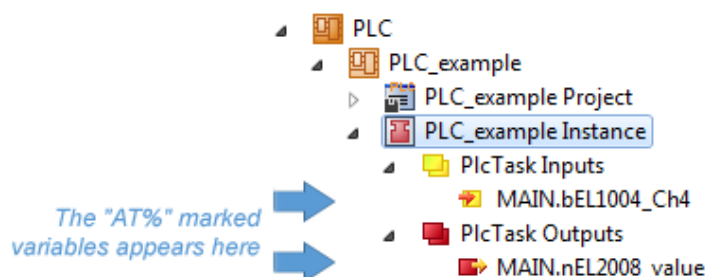 PLC
PLC_example
PLC_example Project
PLC_example Instance
PlcTask Inputs
MAIN.bEL1004_Ch4
The "AT%" marked
variables appears here
PlcTask Outputs
MAIN.nEL2008_value